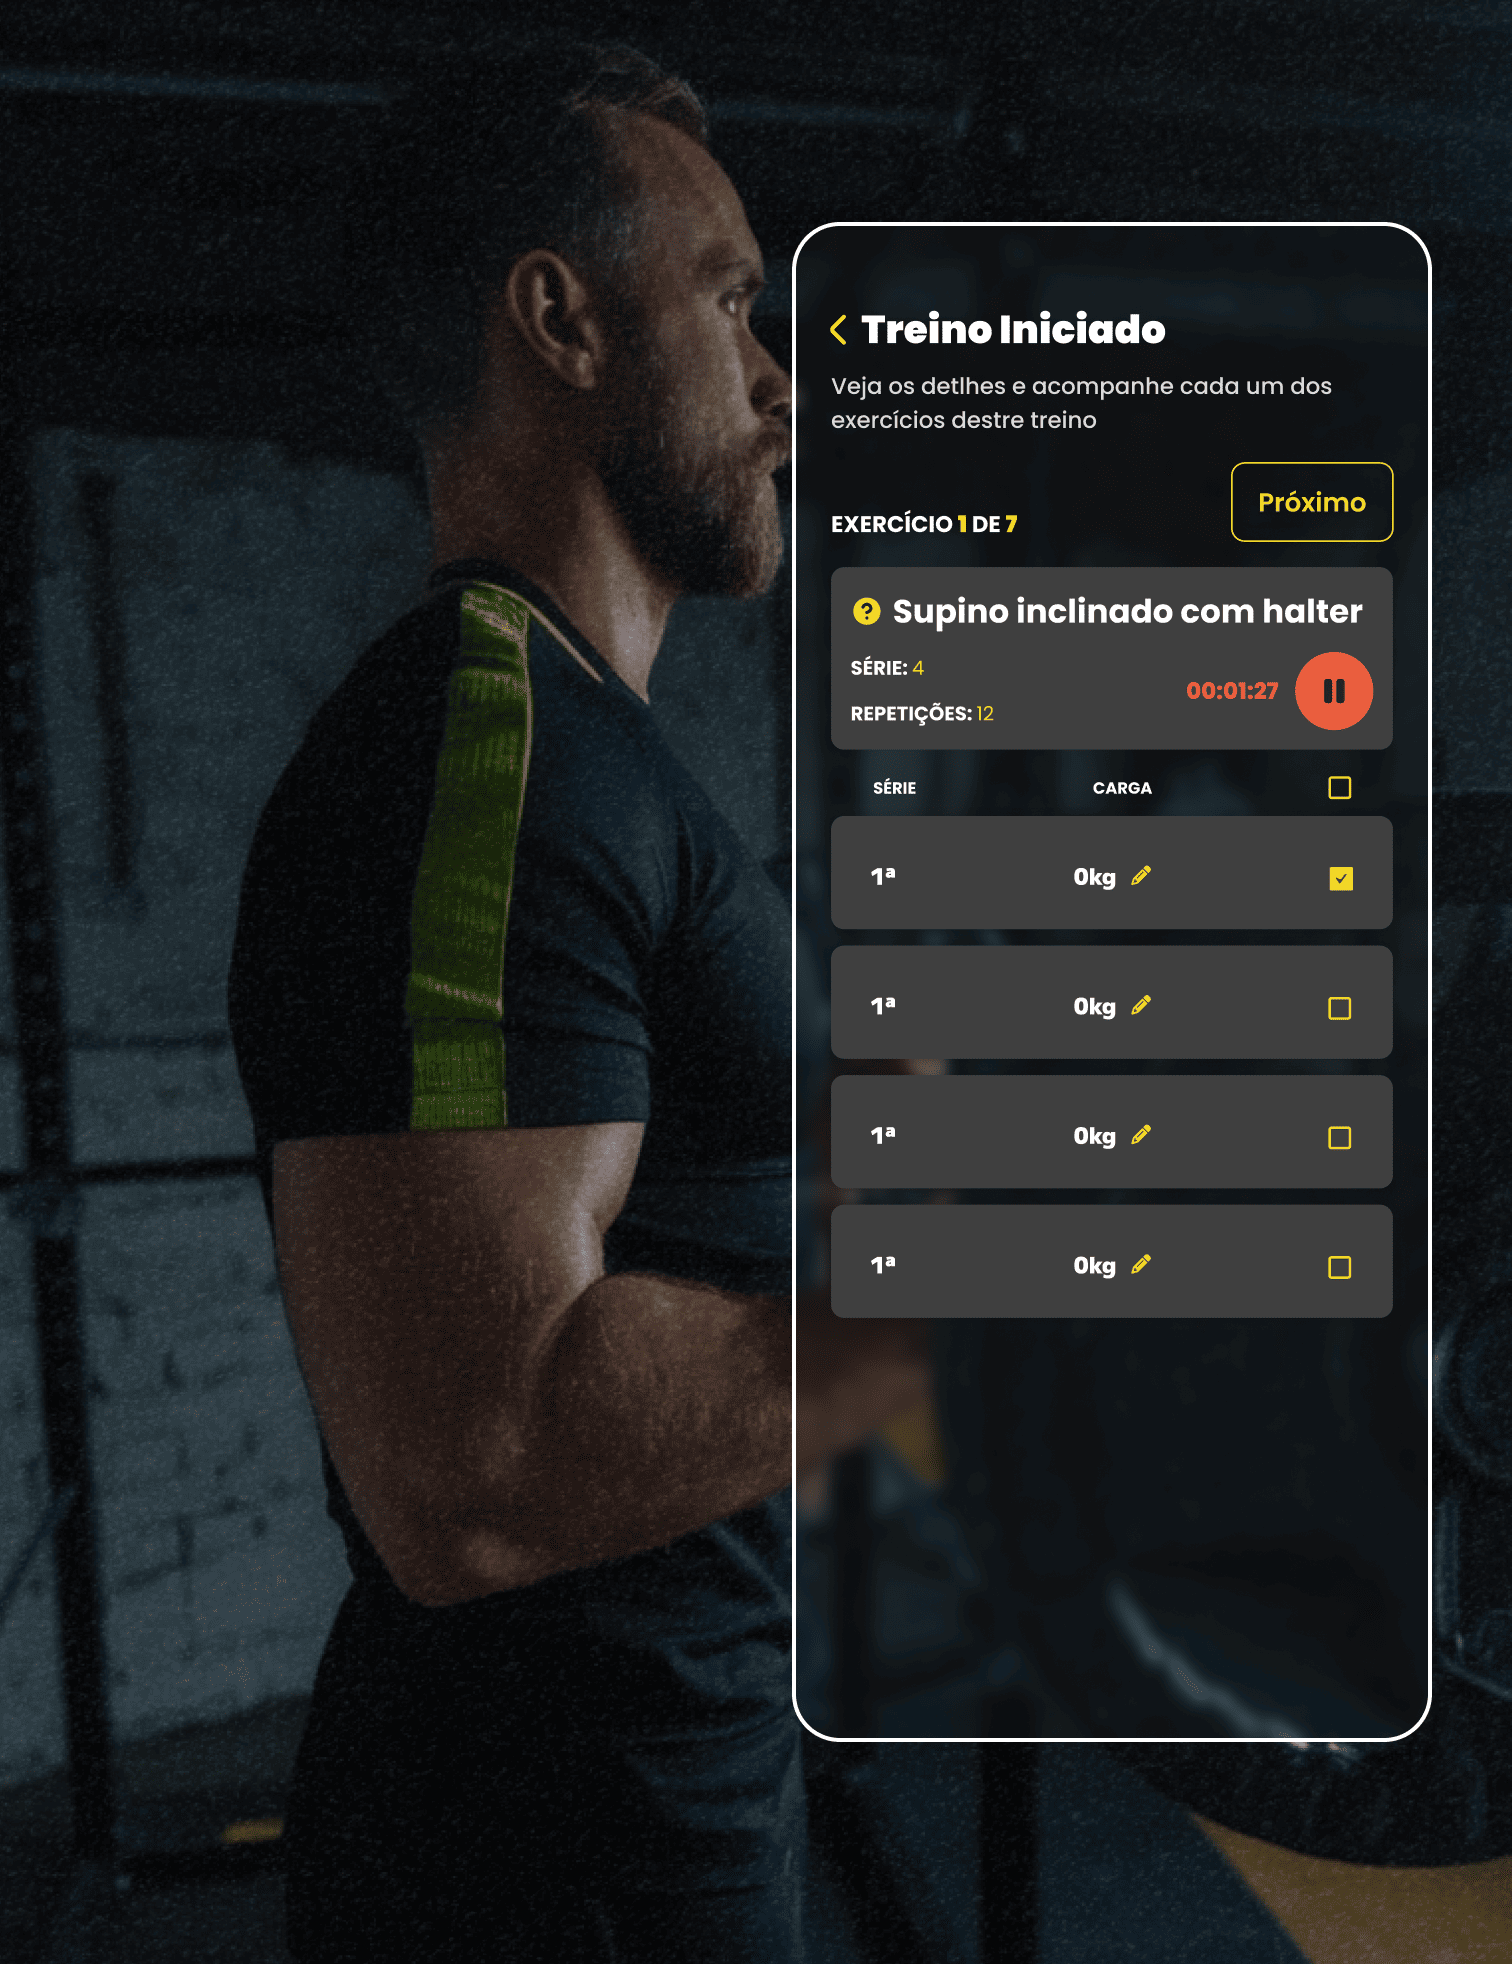 Treino Iniciado
Veja os detlhes e acompanhe cada um dos
exercícios destre treino
Próximo
EXERCÍCIO 1 DE 7
Supino inclinado com halter
SÉRIE: 4
00:01:27
REPETIÇÕES: 12
SÉRIE CARGA
1ª 0kg
1ª 0kg
1ª 0kg
1ª 0kg